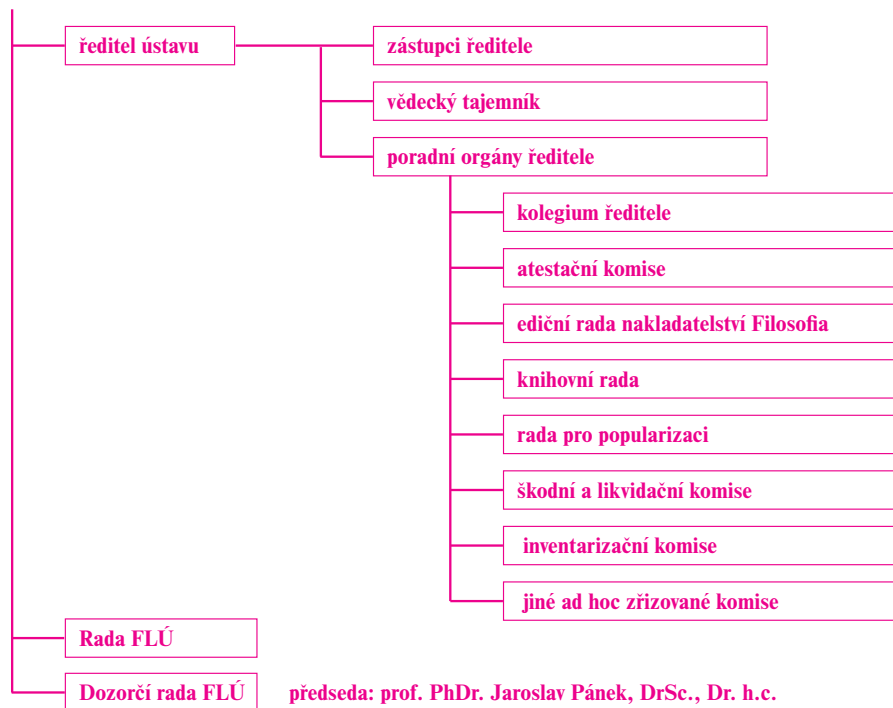 ředitel ústavu
zástupci ředitele
vědecký tajemník
poradní orgány ředitele
kolegium ředitele
atestační komise
ediční rada nakladatelství Filosofia
knihovní rada
rada pro popularizaci
škodní a likvidační komise
inventarizační komise
jiné ad hoc zřizované komise
Rada FLÚ
Dozorčí rada FLÚ předseda: prof. PhDr. Jaroslav Pánek, DrSc., Dr. h.c.